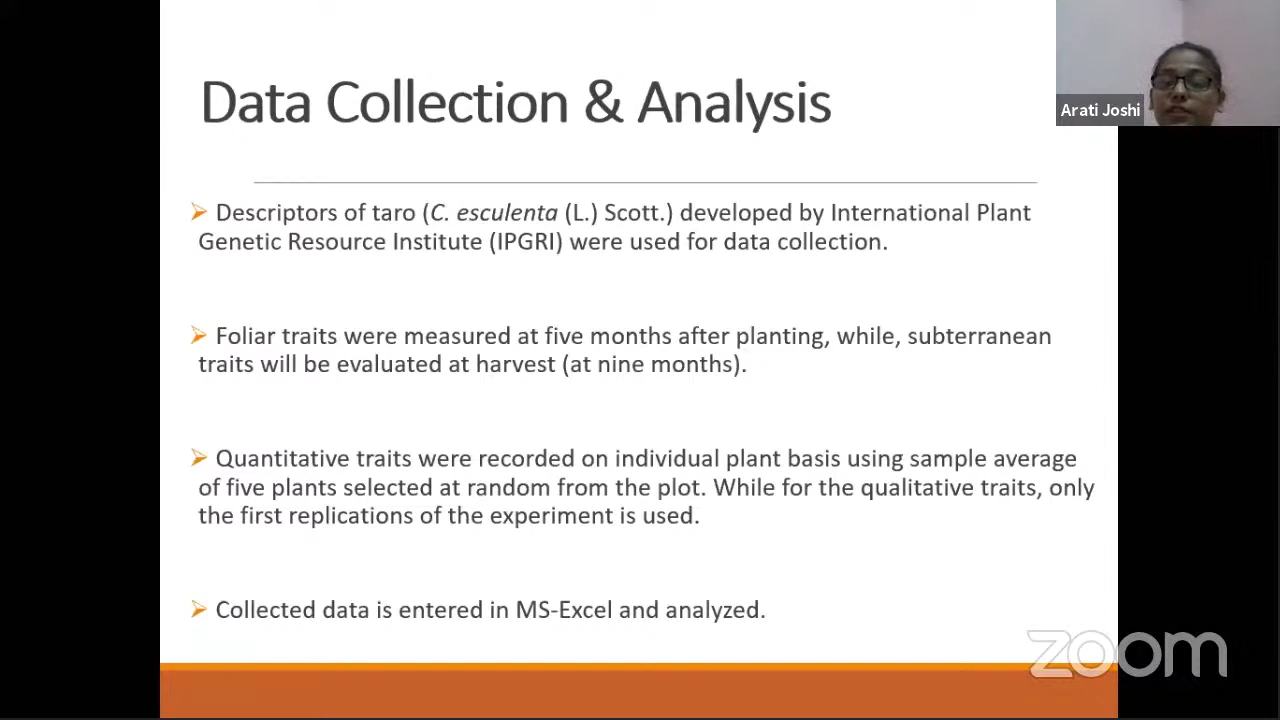 Data Collection & Analysis
Arati Joshi
➢ Descriptors of taro (C. esculenta (L.) Scott.) developed by International Plant
Genetic Resource Institute (IPGRI) were used for data collection.
➢ Foliar traits were measured at five months after planting, while, subterranean
traits will be evaluated at harvest (at nine months).
➢ Quantitative traits were recorded on individual plant basis using sample average
of five plants selected at random from the plot. While for the qualitative traits, only
the first replications of the experiment is used.
➢ Collected data is entered in MS-Excel and analyzed.
zoom